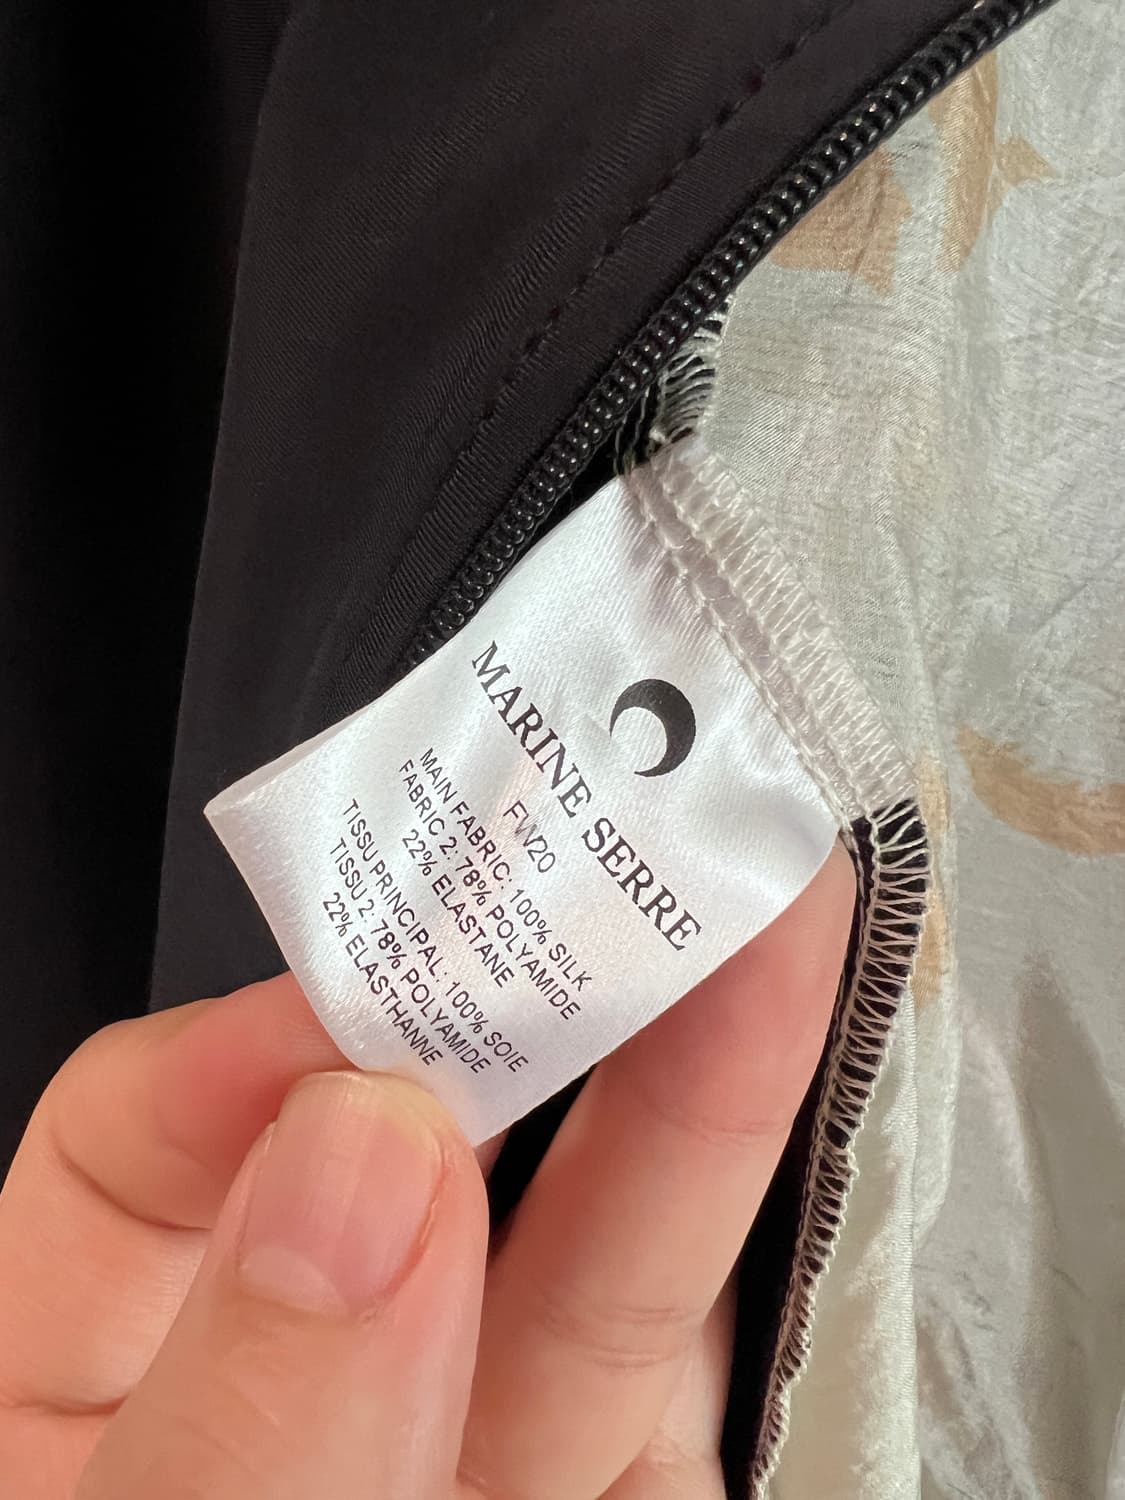 MARINE SERRE
FW20
MAIN FABRIC: 100% SILK
FABRIC 2: 78% POLYAMIDE
22% ELASTANE
TISSU PRINCIPAL: 100% SOIE
TISSU 2: 78% POLYAMIDE
22% ELASTHANNE